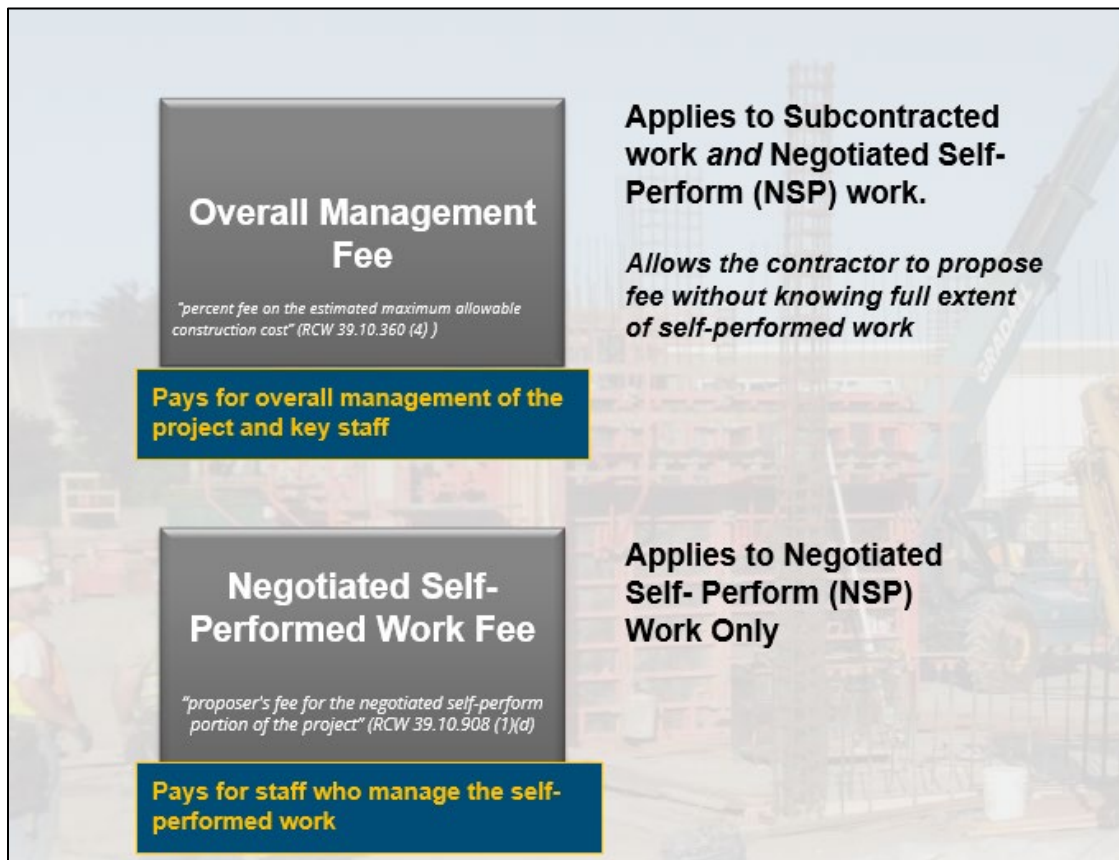 Overall Management
Fee
"percent fee on the estimated maximum allowable
construction cost" (RCW 39.10.360 (4) )
Pays for overall management of the
project and key staff
Applies to Subcontracted
work and Negotiated Self-
Perform (NSP) work.
Allows the contractor to propose
fee without knowing full extent
of self-performed work
GRADALL
Negotiated Self-
Performed Work Fee
"proposer's fee for the negotiated self-perform
portion of the project" (RCW 39.10.908 (1)(d)
Pays for staff who manage the self-
performed work
Applies to Negotiated
Self- Perform (NSP)
Work Only